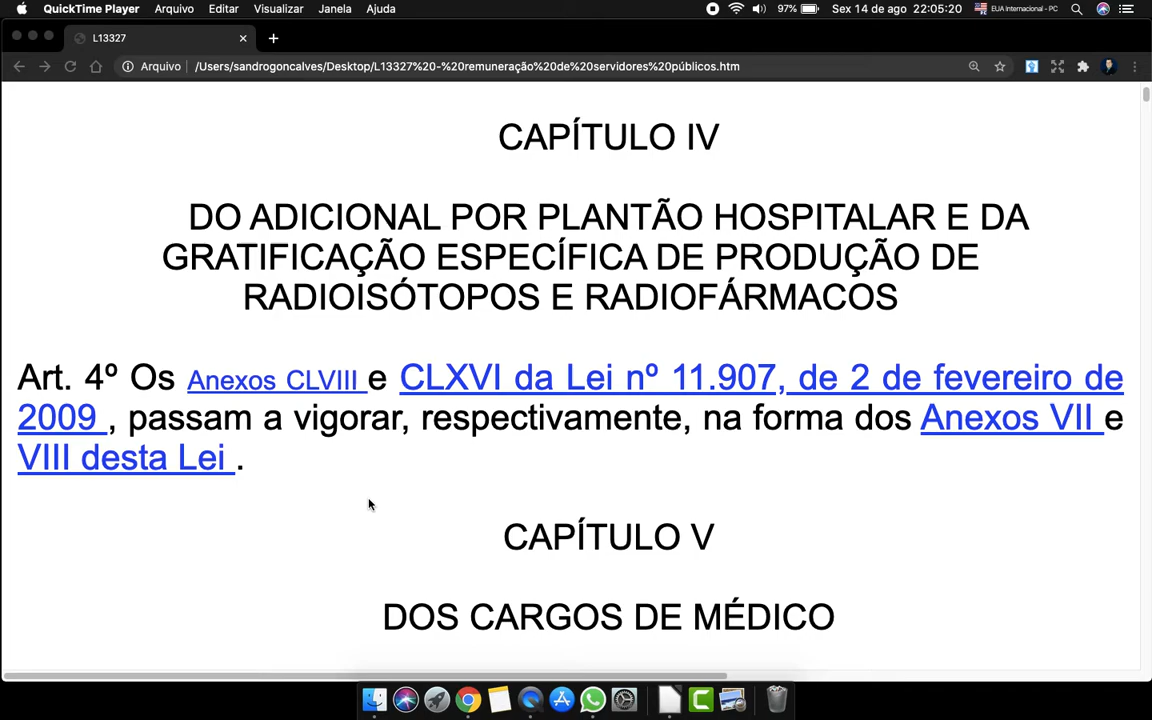 QuickTime Player Arquivo Editar Visualizar Janela Ajuda 97% Sex 14 de ago 22:05:20 EUA Internacional - PC
L13327
Arquivo /Users/sandrogoncalves/Desktop/L13327%20-%20remuneração%20de%20servidores%20públicos.htm
CAPÍTULO IV
DO ADICIONAL POR PLANTÃO HOSPITALAR E DA
GRATIFICAÇÃO ESPECÍFICA DE PRODUÇÃO DE
RADIOISÓTOPOS E RADIOFÁRMACOS
Art. 4º Os Anexos CLVIII e CLXVI da Lei nº 11.907, de 2 de fevereiro de
2009 , passam a vigorar, respectivamente, na forma dos Anexos VII e
VIII desta Lei .
CAPÍTULO V
DOS CARGOS DE MÉDICO